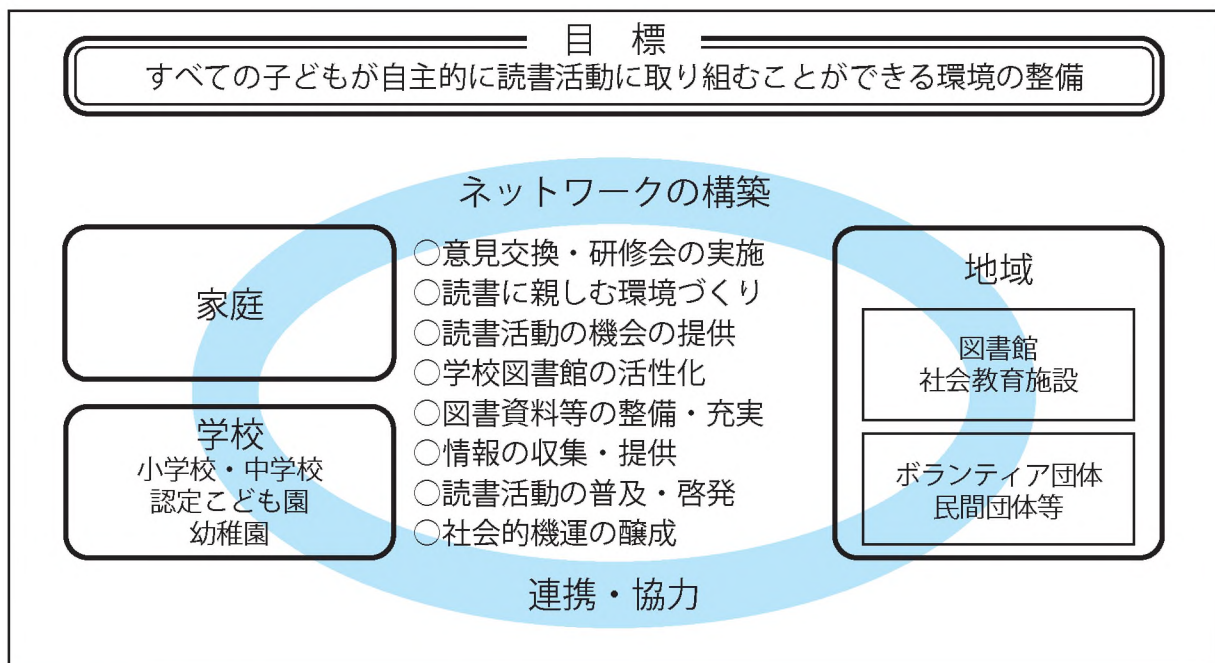 目　標
すべての子どもが自主的に読書活動に取り組むことができる環境の整備
ネットワークの構築
家庭
学校
小学校・中学校
認定こども園
幼稚園
○意見交換・研修会の実施
○読書に親しむ環境づくり
○読書活動の機会の提供
○学校図書館の活性化
○図書資料等の整備・充実
○情報の収集・提供
○読書活動の普及・啓発
○社会的機運の醸成
地域
図書館
社会教育施設
ボランティア団体
民間団体等
連携・協力